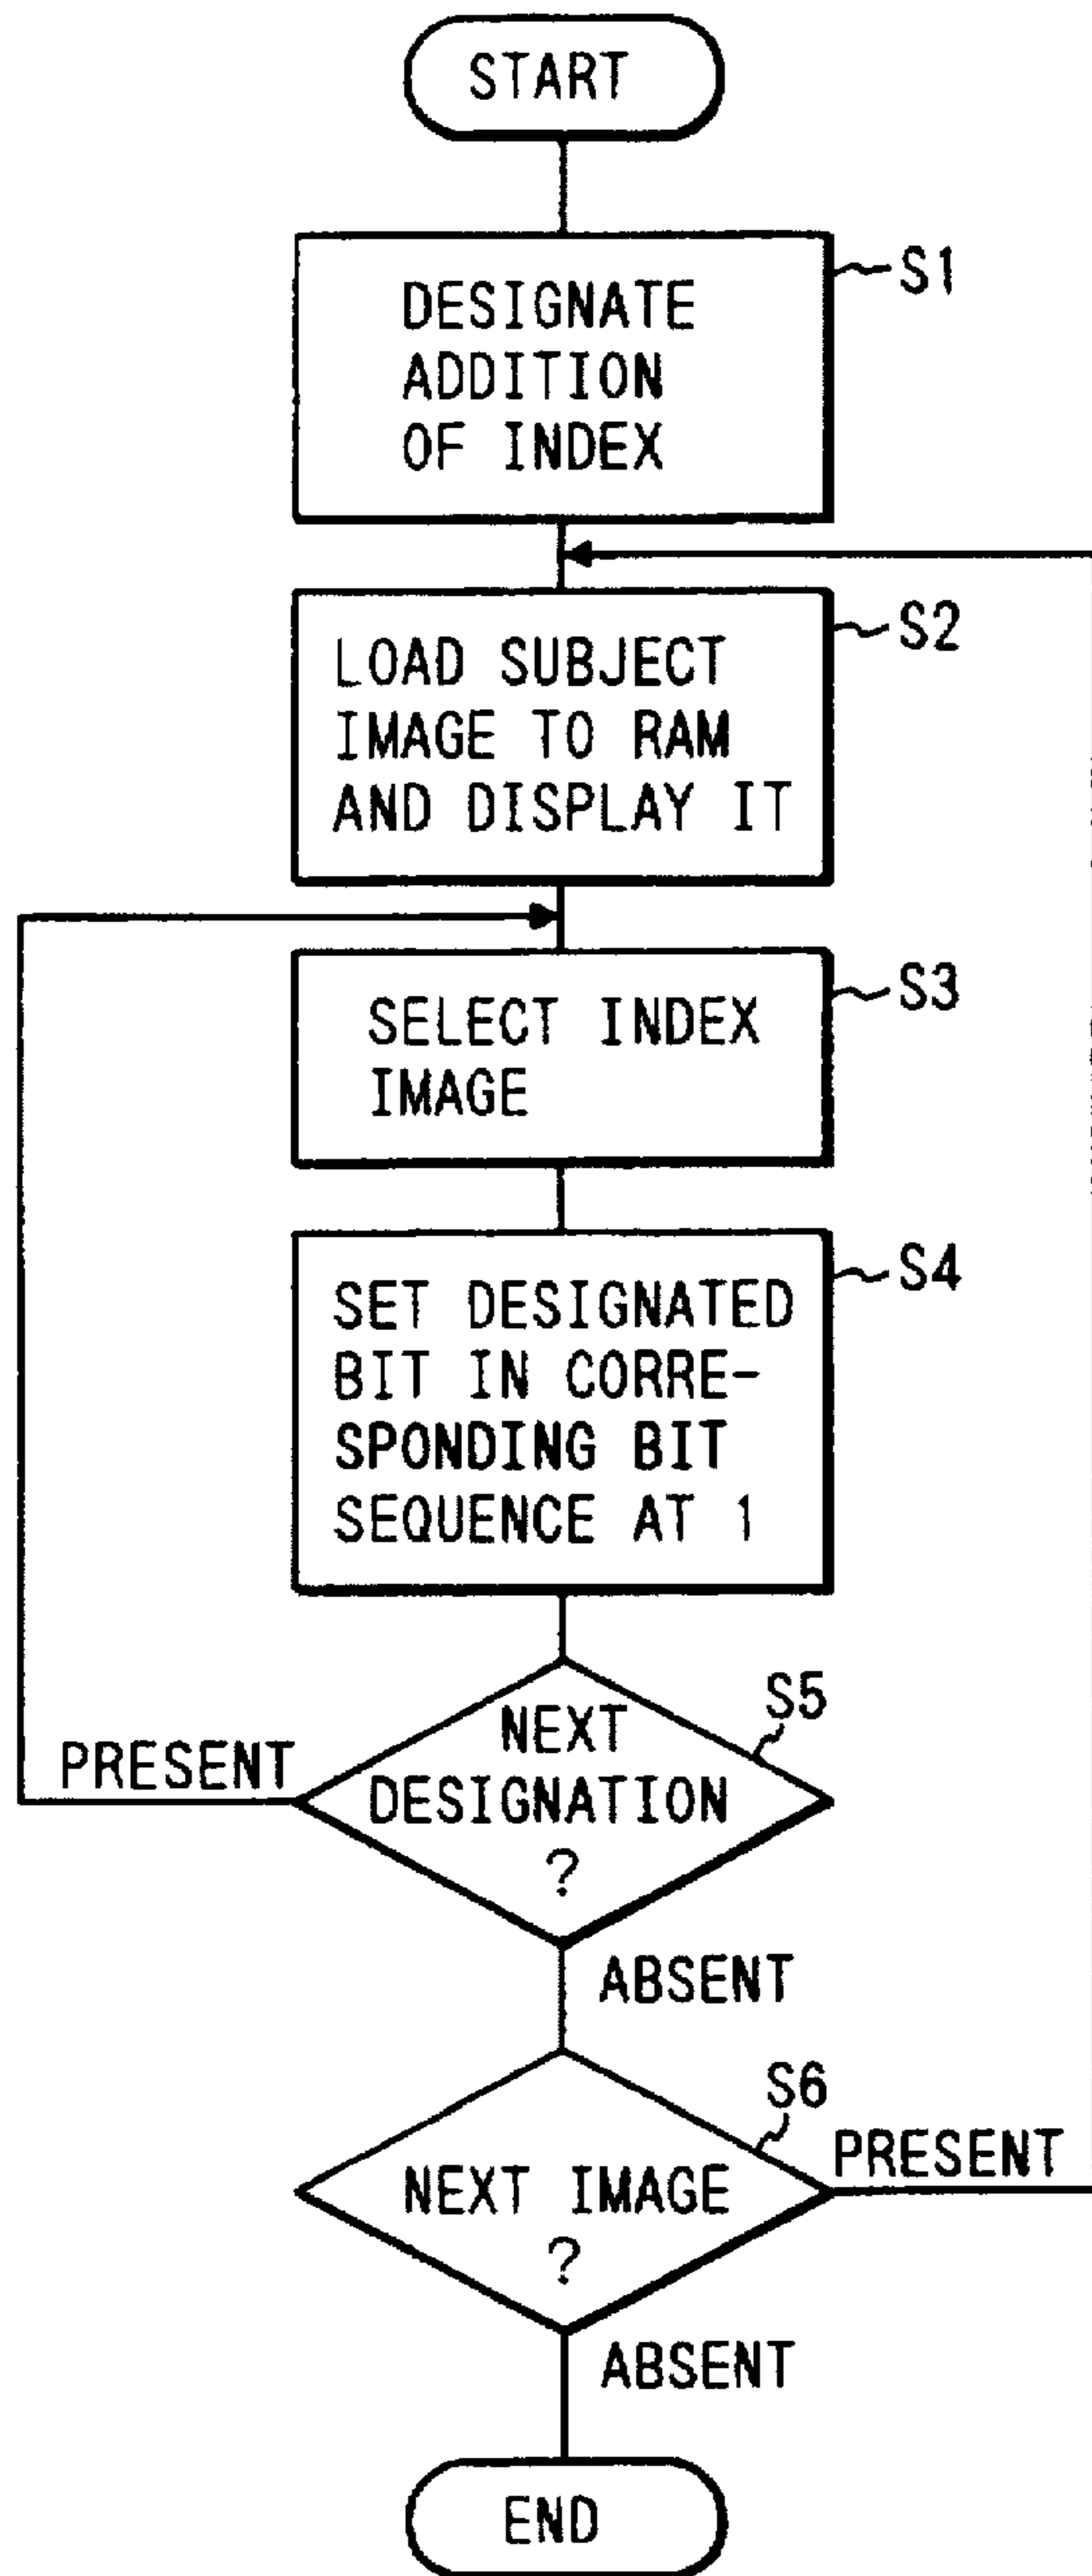 START
S1
DESIGNATE
ADDITION
OF INDEX
S2
LOAD SUBJECT
IMAGE TO RAM
AND DISPLAY IT
S3
SELECT INDEX
IMAGE
S4
SET DESIGNATED
BIT IN CORRE-
SPONDING BIT
SEQUENCE AT 1
S5
NEXT
DESIGNATION
?
PRESENT
ABSENT
S6
NEXT IMAGE
?
PRESENT
ABSENT
END